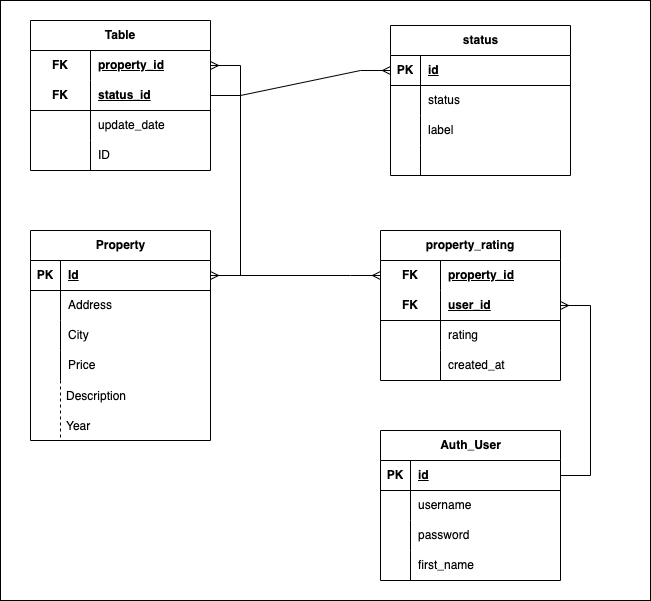 Table
FK property_id
FK status_id
update_date
ID
status
PK id
status
label
Property
PK Id
Address
City
Price
Description
Year
property_rating
FK property_id
FK user_id
rating
created_at
Auth_User
PK id
username
password
first_name